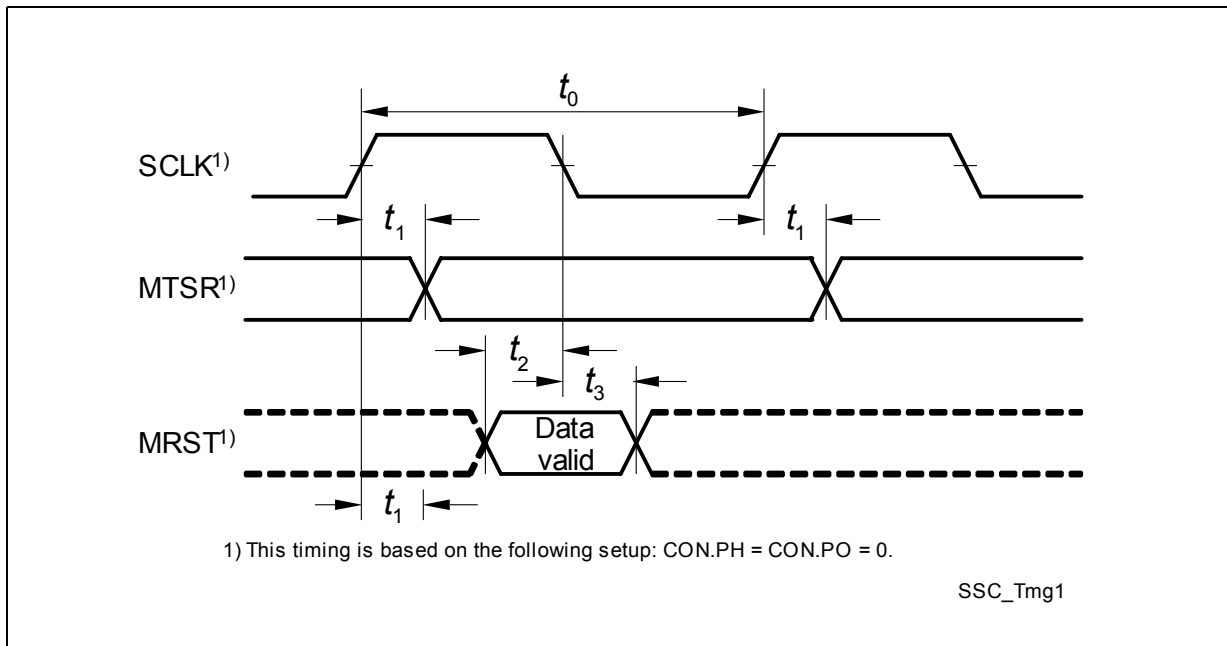 t0
SCLK1)
t1 t1
MTSR1)
t2
t3
MRST1)
Data
valid
t1
1) This timing is based on the following setup: CON.PH = CON.PO = 0.
SSC_Tmg1